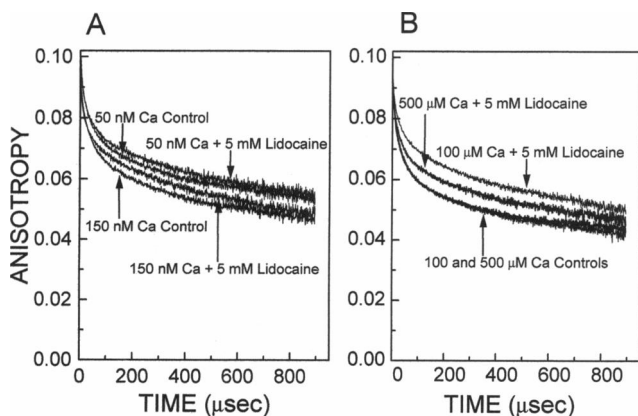 A
B
0.10
0.08
0.06
0.04
0.02
0.00
ANISOTROPY
50 nM Ca Control
50 nM Ca + 5 mM Lidocaine
150 nM Ca Control
150 nM Ca + 5 mM Lidocaine
0 200 400 600 800
TIME (μsec)
0.10
0.08
0.06
0.04
0.02
0.00
500 μM Ca + 5 mM Lidocaine
100 μM Ca + 5 mM Lidocaine
100 and 500 μM Ca Controls
0 200 400 600 800
TIME (μsec)